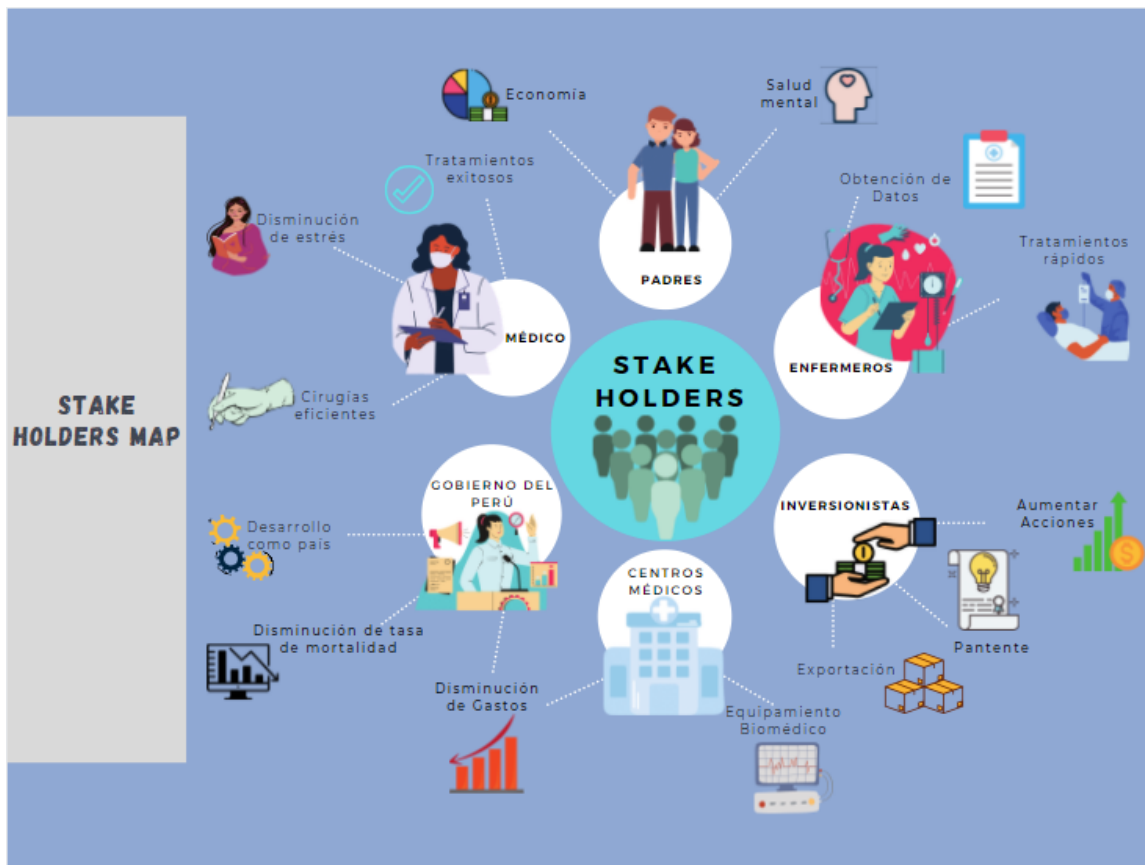 STAKE
HOLDERS MAP
Economía
Salud
mental
Tratamientos
exitosos
Obtención de
Datos
Disminución
de estrés
Tratamientos
rápidos
PADRES
MÉDICO
ENFERMEROS
STAKE
HOLDERS
Cirugías
eficientes
GOBIERNO DEL
PERÚ
INVERSIONISTAS
Aumentar
Acciones
Desarrollo
como país
CENTROS
MÉDICOS
Disminución de tasa
de mortalidad
Pantente
Exportación
Disminución
de Gastos
Equipamiento
Biomédico